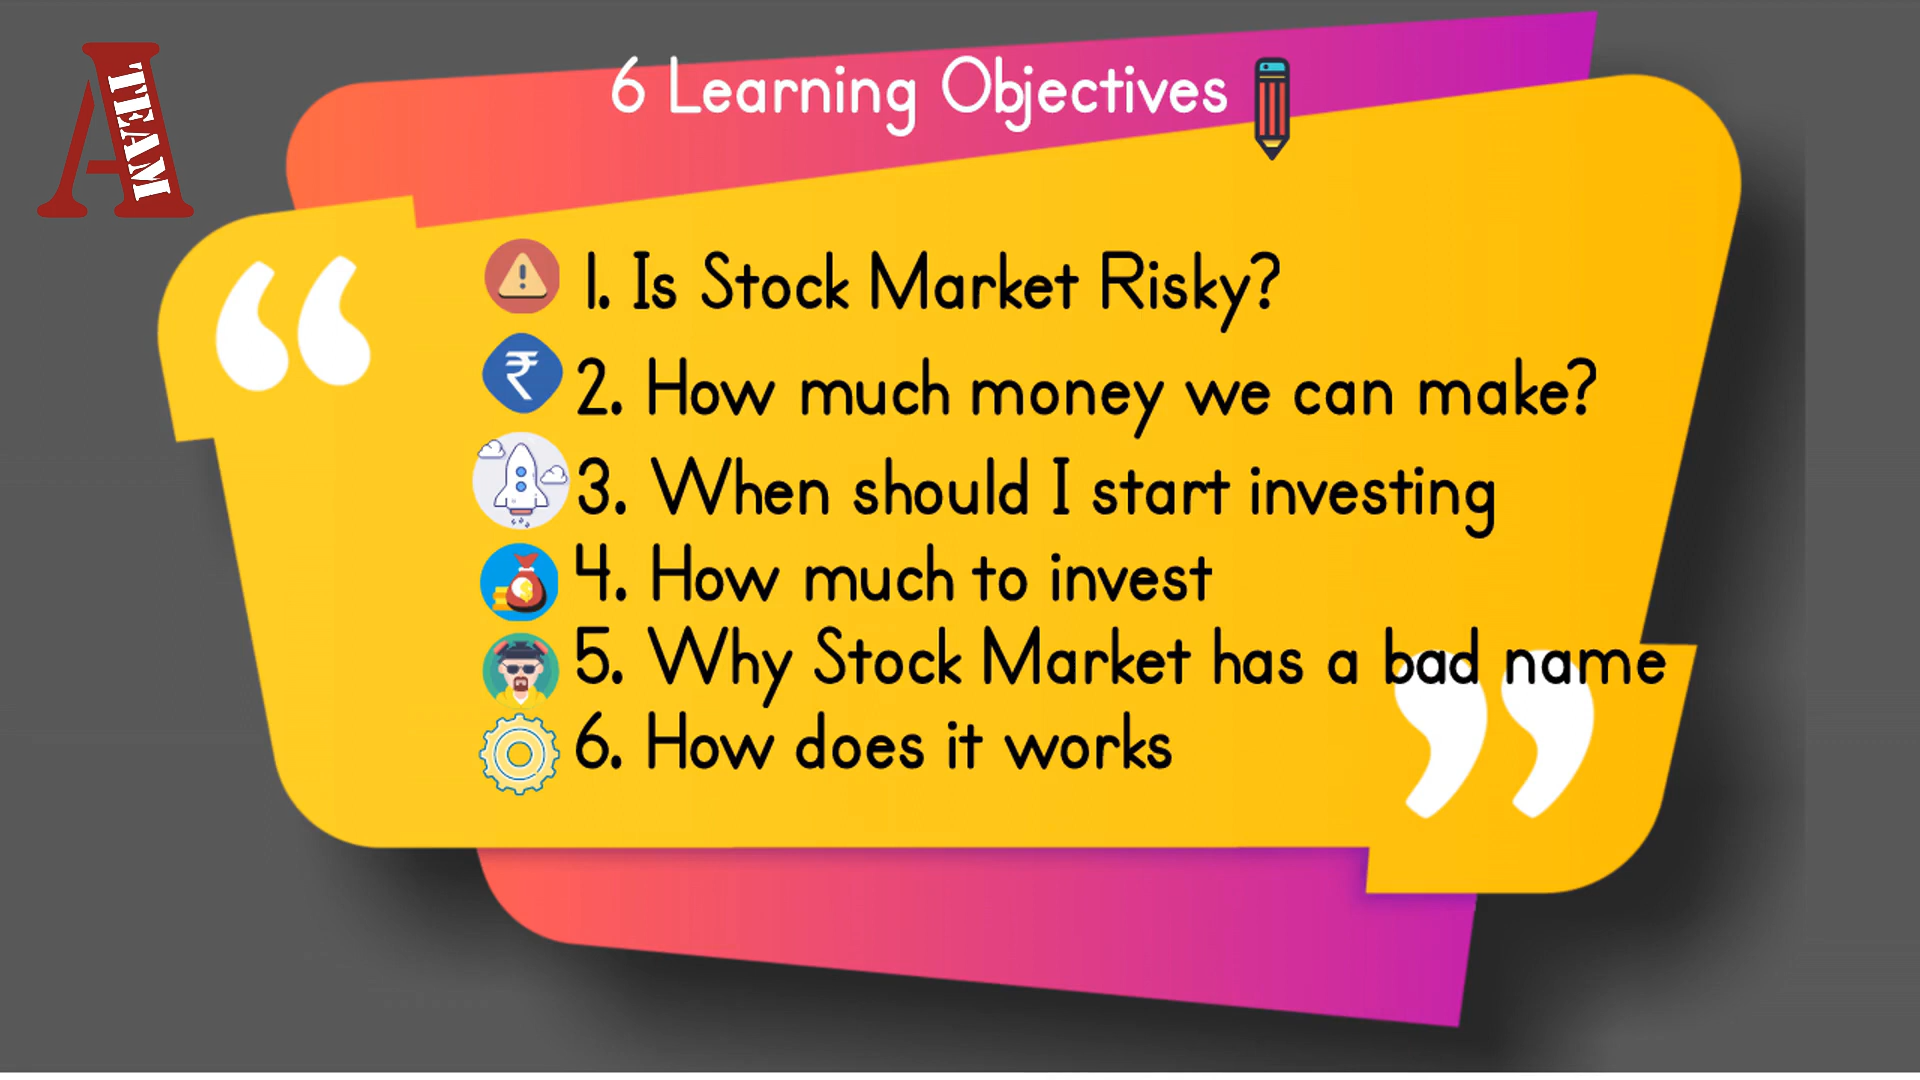 A TEAM
6 Learning Objectives
1. Is Stock Market Risky?
₹
2. How much money we can make?
3. When should I start investing
4. How much to invest
5. Why Stock Market has a bad name
6. How does it works